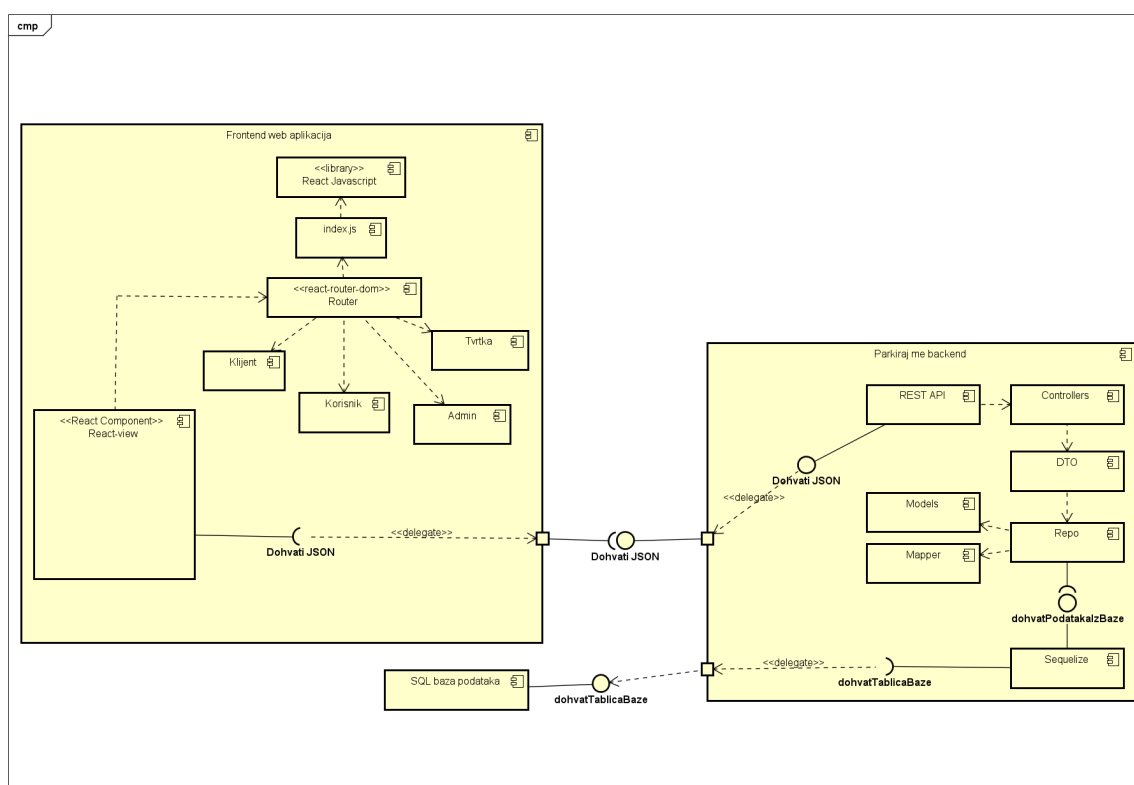 cmp
Frontend web aplikacija
<<library>>
React Javascript
index.js
<<react-router-dom>>
Router
Tvrtka
Klijent
Korisnik
Admin
<<React Component>>
React-view
<<delegate>>
Dohvati JSON
Dohvati JSON
Parkiraj me backend
REST API
Controllers
Dohvati JSON
<<delegate>>
DTO
Models
Repo
Mapper
dohvatPodatakaIzBaze
Sequelize
<<delegate>>
dohvatTablicaBaze
SQL baza podataka
dohvatTablicaBaze